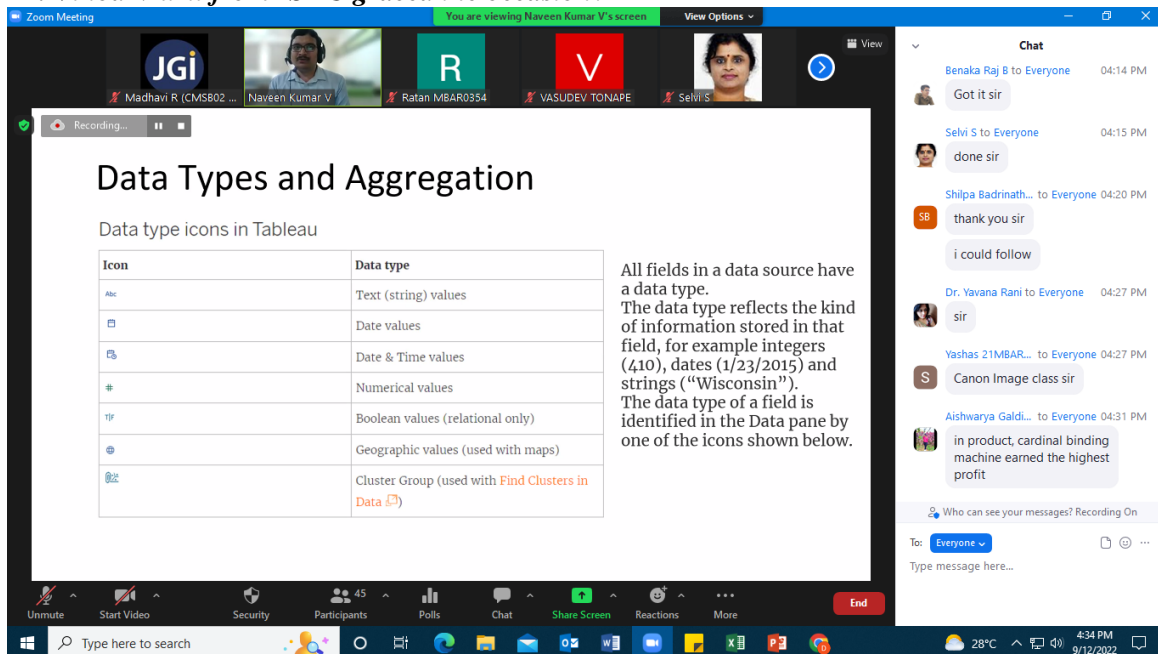 Zoom Meeting
You are viewing Naveen Kumar V's screen
View Options
View
JGi
R
V
Madhavi R (CMSB02 ...
Naveen Kumar V
Ratan MBAR0354
VASUDEV TONAPE
Selvi S
Recording...
Data Types and Aggregation
Data type icons in Tableau
Icon
Data type
Abc
Text (string) values
Date values
Date & Time values
#
Numerical values
T|F
Boolean values (relational only)
Geographic values (used with maps)
Cluster Group (used with Find Clusters in
Data )
All fields in a data source have
a data type.
The data type reflects the kind
of information stored in that
field, for example integers
(410), dates (1/23/2015) and
strings (“Wisconsin”).
The data type of a field is
identified in the Data pane by
one of the icons shown below.
Chat
Benaka Raj B to Everyone 04:14 PM
Got it sir
Selvi S to Everyone 04:15 PM
done sir
Shilpa Badrinath... to Everyone 04:20 PM
SB
thank you sir
i could follow
Dr. Yavana Rani to Everyone 04:27 PM
sir
Yashas 21MBAR... to Everyone 04:27 PM
S
Canon Image class sir
Aishwarya Galdi... to Everyone 04:31 PM
in product, cardinal binding
machine earned the highest
profit
Who can see your messages? Recording On
To: Everyone
Type message here...
Unmute
Start Video
Security
45
Participants
Polls
Chat
Share Screen
Reactions
More
End
Type here to search
28°C
4:34 PM
9/12/2022